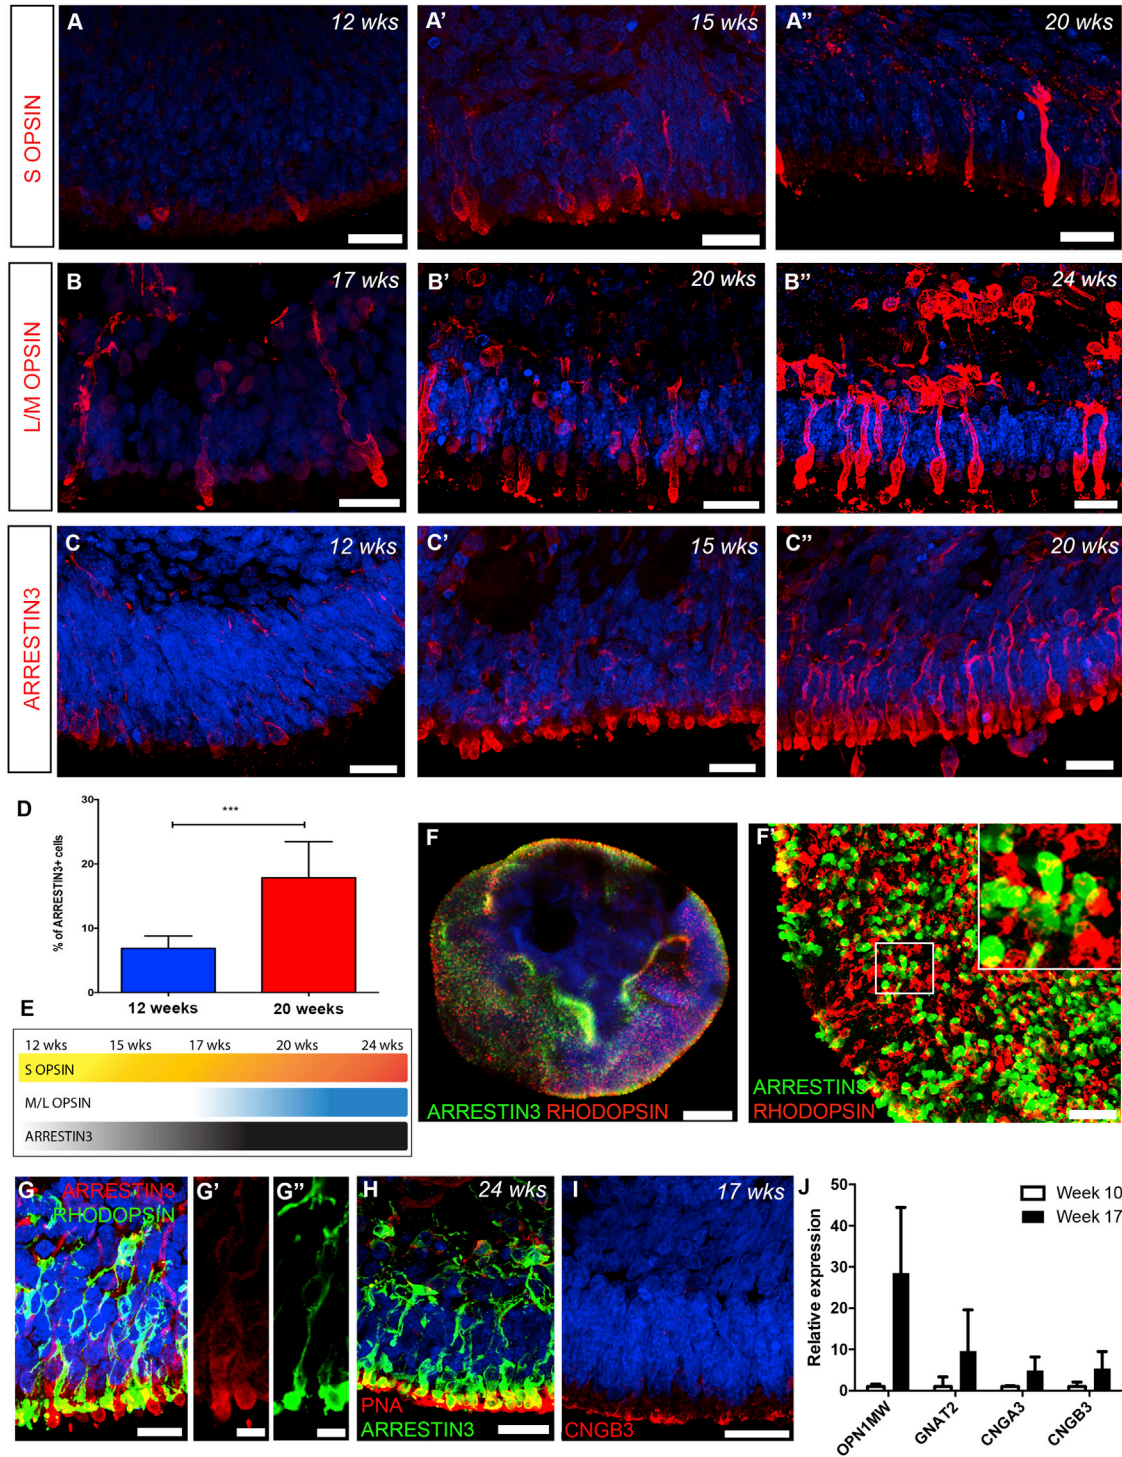 S OPSIN
A
12 wks
A'
15 wks
A"
20 wks
L/M OPSIN
B
17 wks
B'
20 wks
B"
24 wks
ARRESTIN3
C
12 wks
C'
15 wks
C"
20 wks
D
% of ARRESTIN3+ cells
30
20
10
0
***
12 weeks
20 weeks
E
12 wks
15 wks
17 wks
20 wks
24 wks
S OPSIN
M/L OPSIN
ARRESTIN3
F
ARRESTIN3 RHODOPSIN
F'
ARRESTIN3
RHODOPSIN
G
ARRESTIN3
RHODOPSIN
G'
G"
H
24 wks
PNA
ARRESTIN3
I
17 wks
CNGB3
J
Relative expression
50
40
30
20
10
0
Week 10
Week 17
OPN1MW
GNAT2
CNGA3
CNGB3